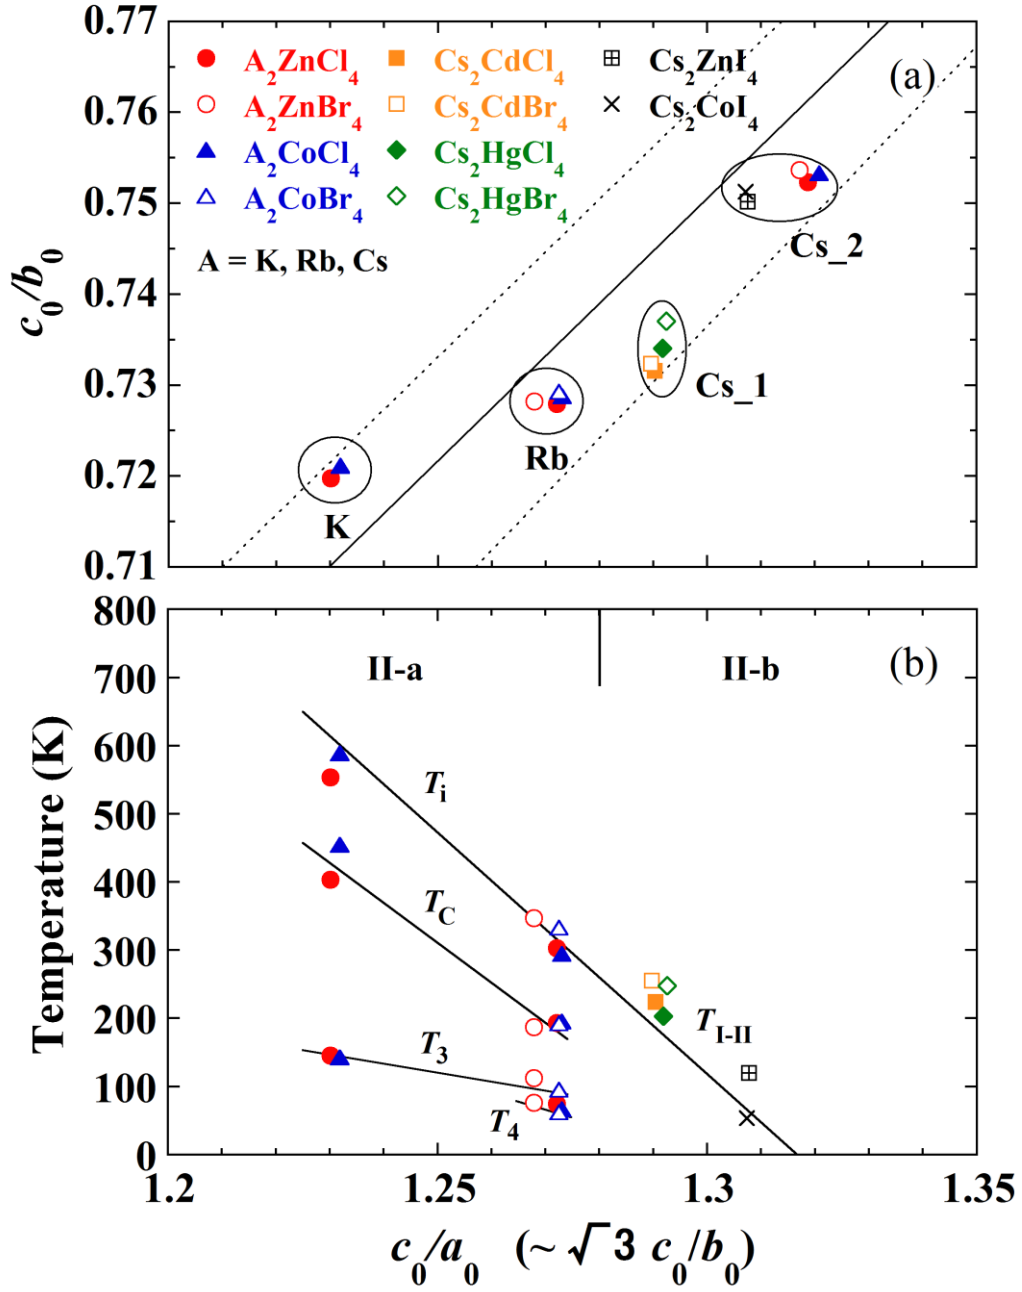 0.77
0.76
0.75
0.74
0.73
0.72
0.71
c₀/b₀
A₂ZnCl₄ Cs₂CdCl₄ Cs₂ZnI₄ (a)
A₂ZnBr₄ Cs₂CdBr₄ Cs₂CoI₄
A₂CoCl₄ Cs₂HgCl₄
A₂CoBr₄ Cs₂HgBr₄
A = K, Rb, Cs
Cs_2
Cs_1
Rb
K
800
700
600
500
400
300
200
100
0
Temperature (K)
II-a II-b (b)
Tᵢ
T_C
T₃
T₄
T_I-II
1.2 1.25 1.3 1.35
c₀/a₀ (~ √3 c₀/b₀)